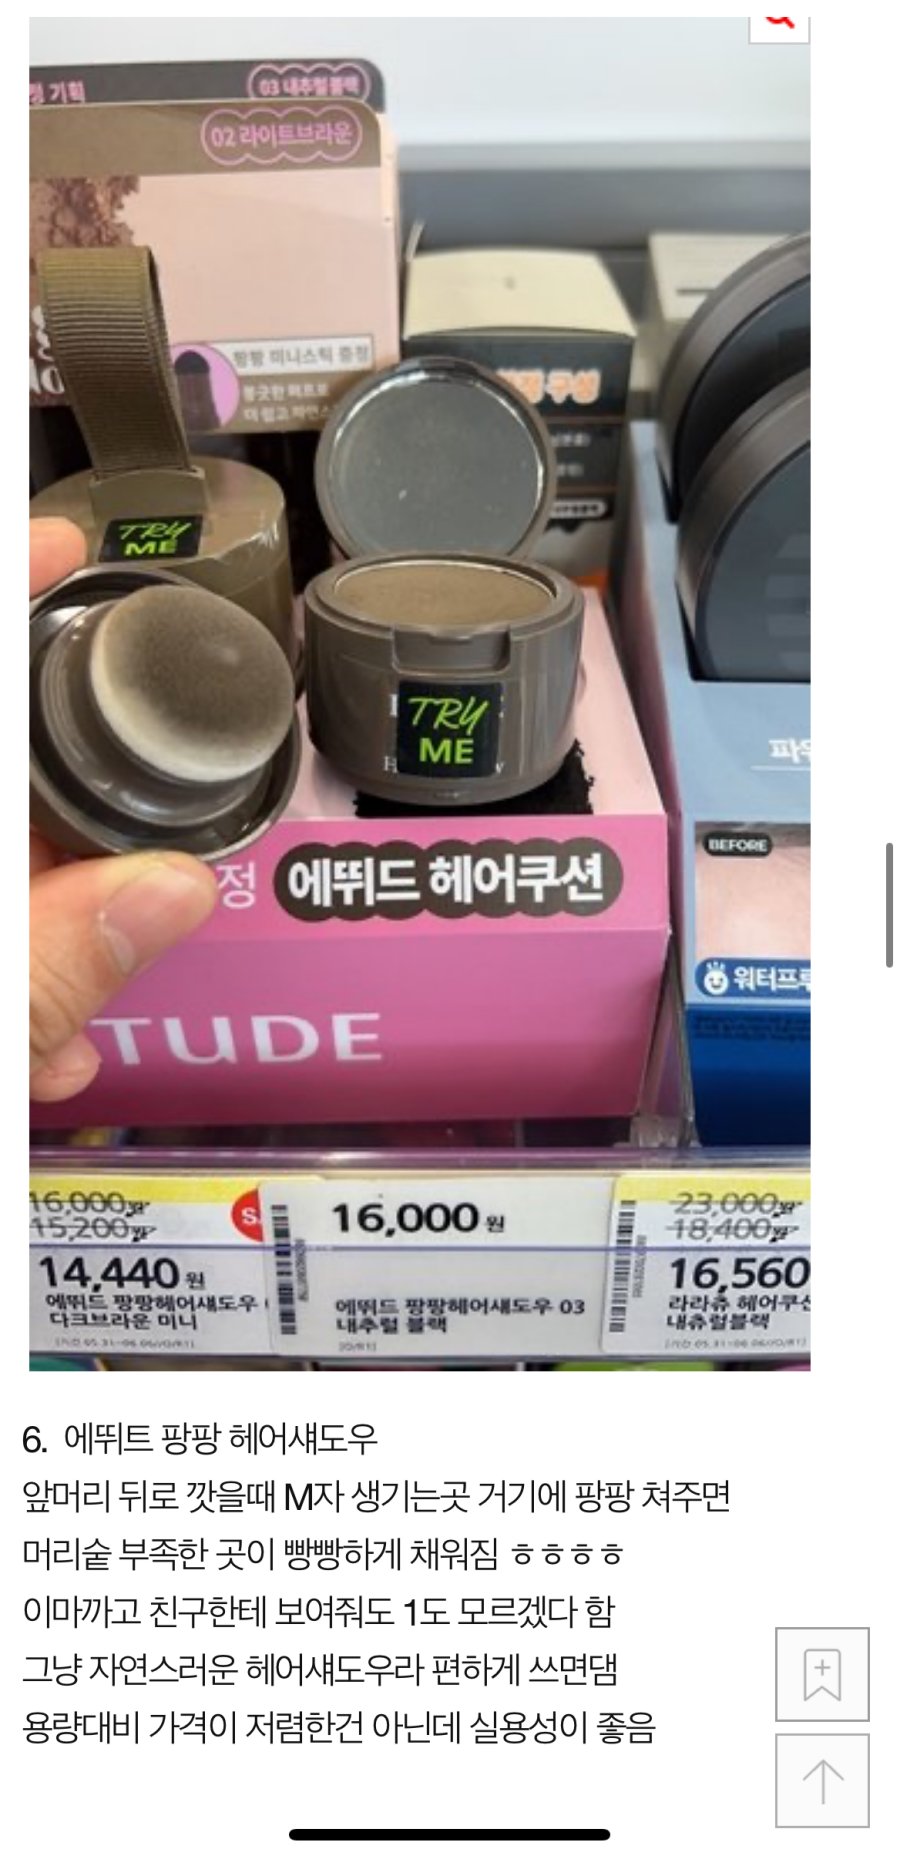 03 내추럴블랙
정 기획
02 라이트브라운
팡팡 미니스틱 증정
구성
TRY
ME
TRY
ME
정 에뛰드 헤어쿠션
TUDE
BEFORE
워터프루
16,000원
15,200원
14,440원
에뛰드 팡팡헤어섀도우
다크브라운 미니
16,000원
에뛰드 팡팡헤어섀도우 03
내추럴 블랙
23,000원
18,400원
16,560
라라츄 헤어쿠션
내츄럴블랙
6. 에뛰트 팡팡 헤어섀도우
앞머리 뒤로 깟을때 M자 생기는곳 거기에 팡팡 쳐주면
머리숱 부족한 곳이 빵빵하게 채워짐 ㅎㅎㅎㅎ
이마까고 친구한테 보여줘도 1도 모르겠다 함
그냥 자연스러운 헤어섀도우라 편하게 쓰면댐
용량대비 가격이 저렴한건 아닌데 실용성이 좋음